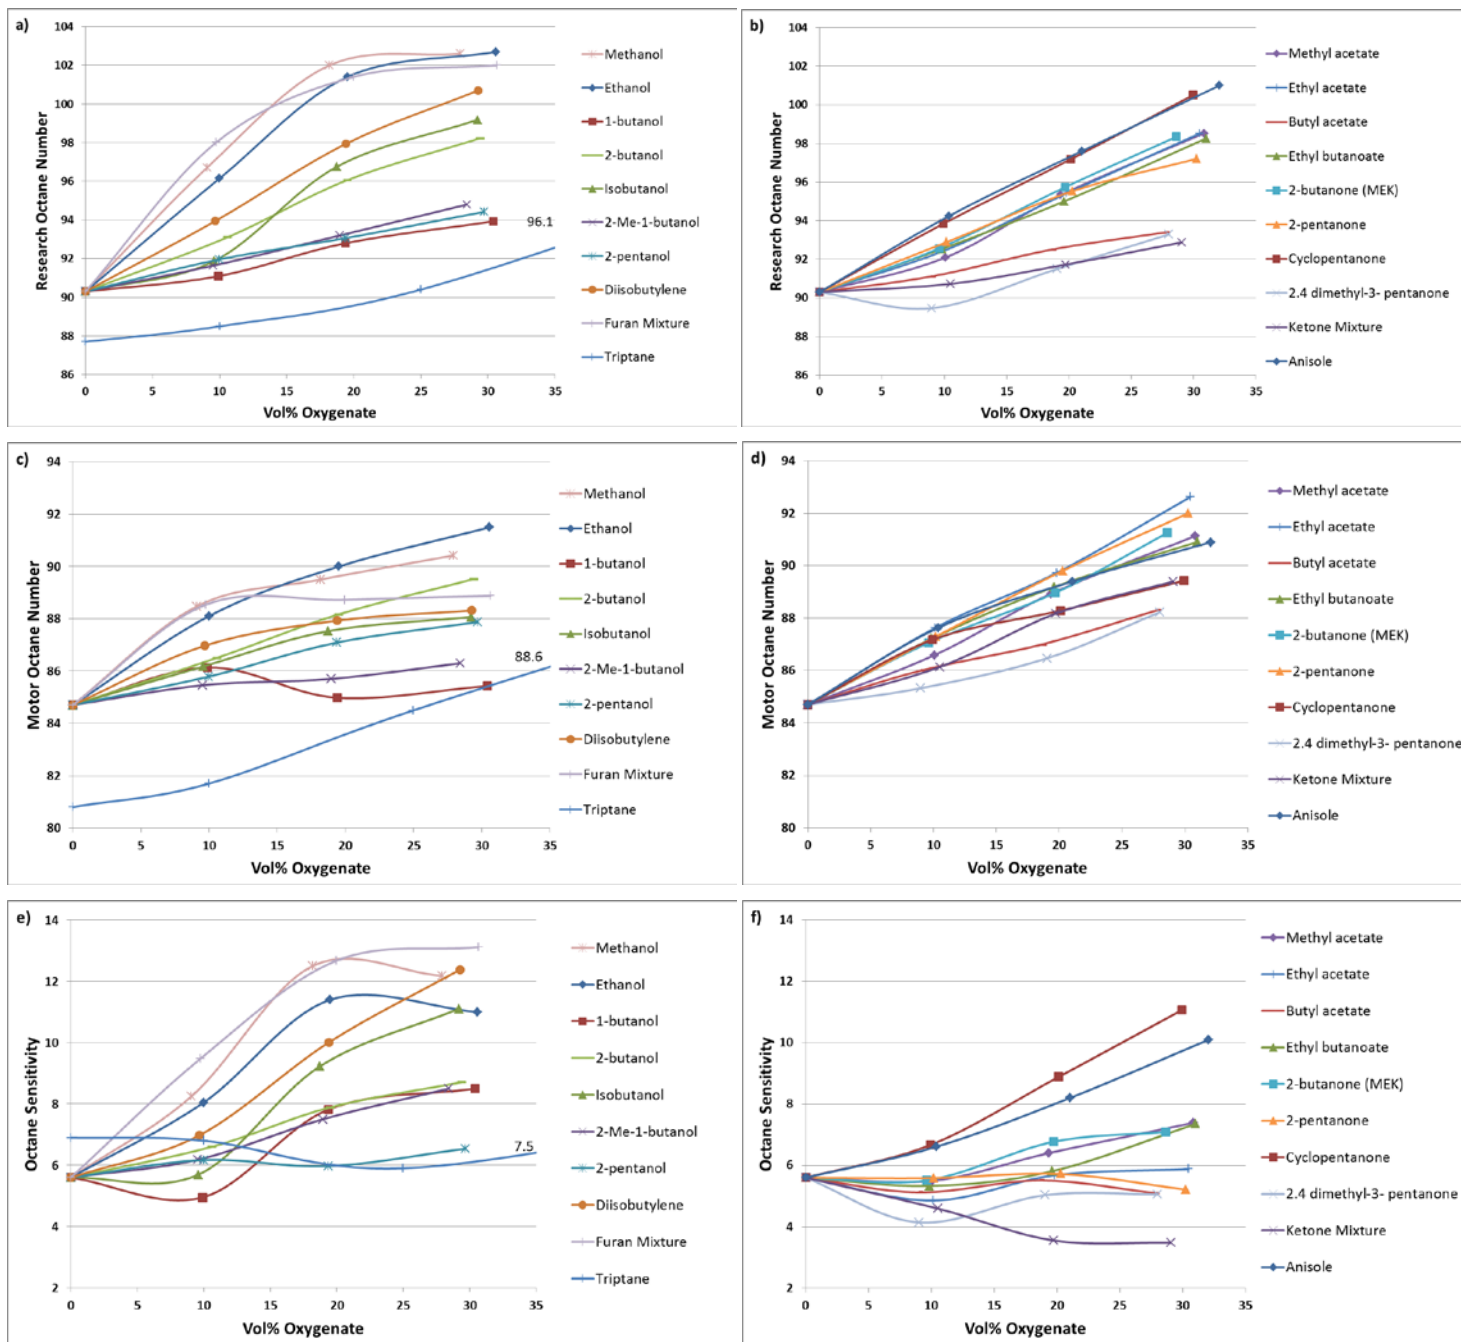 a)
104
102
100
98
96
94
92
90
88
86
0 5 10 15 20 25 30 35
Research Octane Number
Vol% Oxygenate
96.1
Methanol
Ethanol
1-butanol
2-butanol
Isobutanol
2-Me-1-butanol
2-pentanol
Diisobutylene
Furan Mixture
Triptane
b)
104
102
100
98
96
94
92
90
88
86
0 5 10 15 20 25 30 35
Research Octane Number
Vol% Oxygenate
Methyl acetate
Ethyl acetate
Butyl acetate
Ethyl butanoate
2-butanone (MEK)
2-pentanone
Cyclopentanone
2.4 dimethyl-3- pentanone
Ketone Mixture
Anisole
c)
94
92
90
88
86
84
82
80
0 5 10 15 20 25 30 35
Motor Octane Number
Vol% Oxygenate
88.6
Methanol
Ethanol
1-butanol
2-butanol
Isobutanol
2-Me-1-butanol
2-pentanol
Diisobutylene
Furan Mixture
Triptane
d)
94
92
90
88
86
84
82
80
0 5 10 15 20 25 30 35
Motor Octane Number
Vol% Oxygenate
Methyl acetate
Ethyl acetate
Butyl acetate
Ethyl butanoate
2-butanone (MEK)
2-pentanone
Cyclopentanone
2.4 dimethyl-3- pentanone
Ketone Mixture
Anisole
e)
14
12
10
8
6
4
2
0 5 10 15 20 25 30 35
Octane Sensitivity
Vol% Oxygenate
7.5
Methanol
Ethanol
1-butanol
2-butanol
Isobutanol
2-Me-1-butanol
2-pentanol
Diisobutylene
Furan Mixture
Triptane
f)
14
12
10
8
6
4
2
0 5 10 15 20 25 30 35
Octane Sensitivity
Vol% Oxygenate
Methyl acetate
Ethyl acetate
Butyl acetate
Ethyl butanoate
2-butanone (MEK)
2-pentanone
Cyclopentanone
2.4 dimethyl-3- pentanone
Ketone Mixture
Anisole